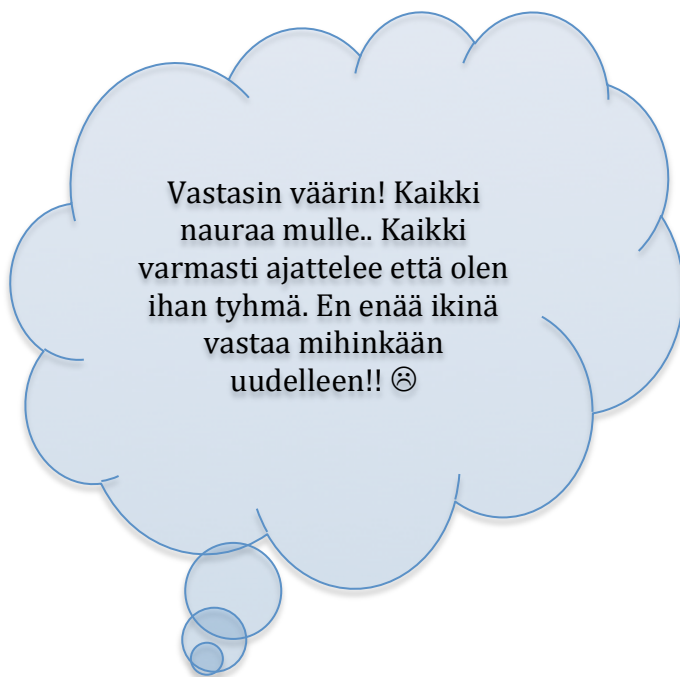 Vastasin väärin! Kaikki
nauraa mulle.. Kaikki
varmasti ajattelee että olen
ihan tyhmä. En enää ikinä
vastaa mihinkään
uudelleen!! ☹